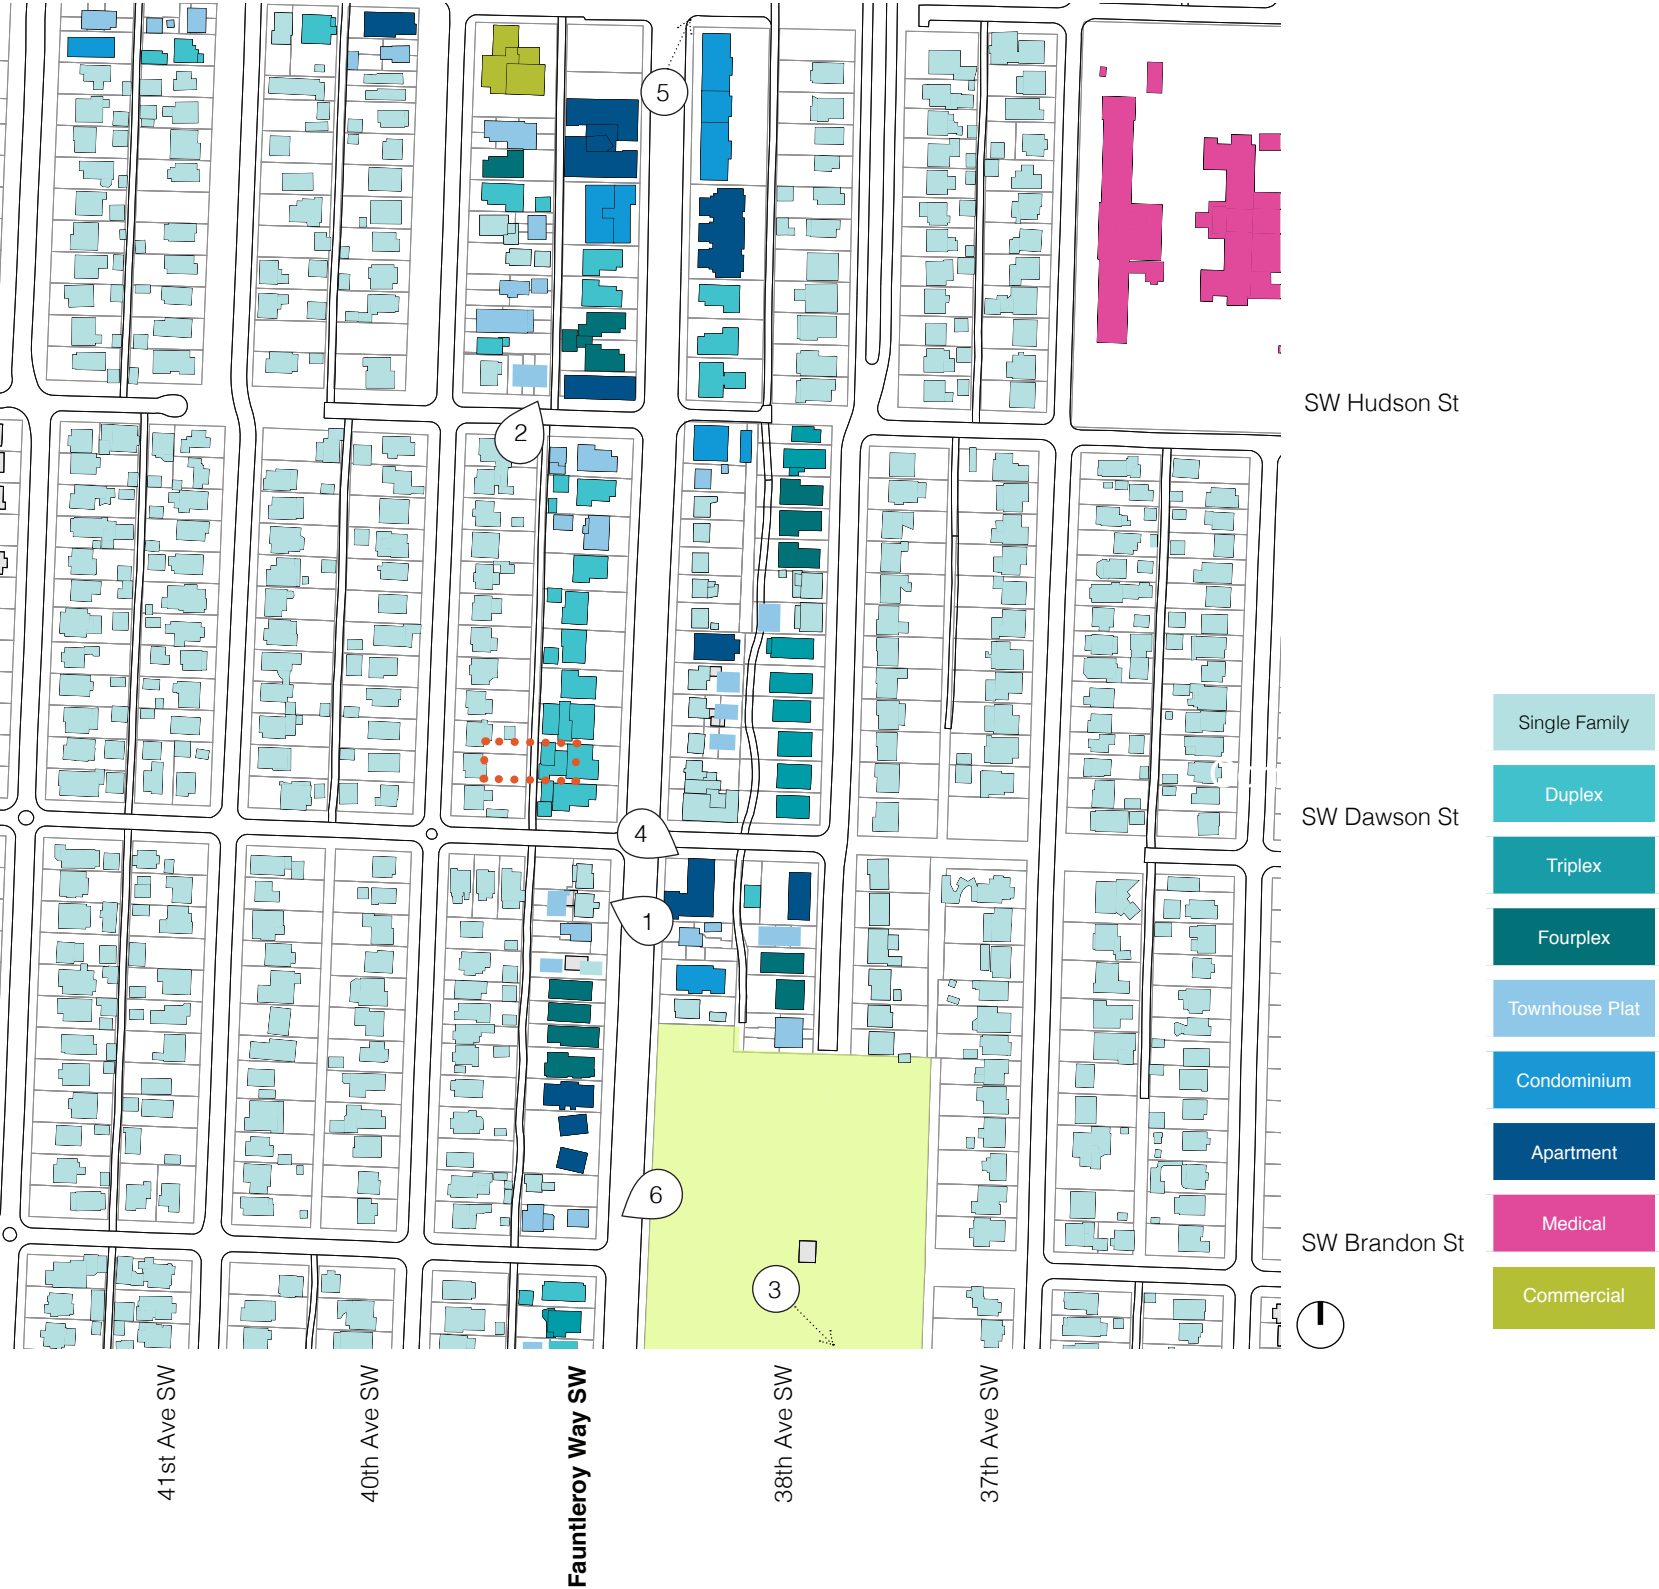 5
2
SW Hudson St
Single Family
Duplex
SW Dawson St
4
Triplex
1
Fourplex
Townhouse Plat
Condominium
Apartment
6
Medical
SW Brandon St
3
Commercial
41st Ave SW
40th Ave SW
Fauntleroy Way SW
38th Ave SW
37th Ave SW